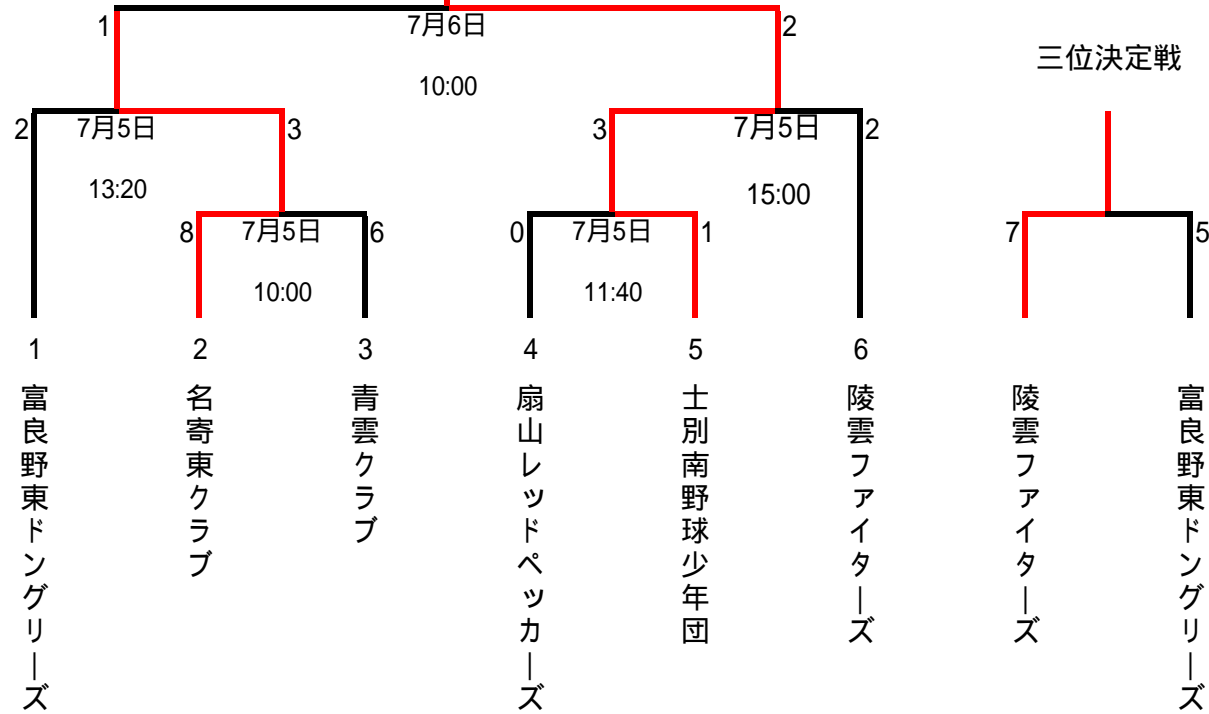 1
7月6日
2
10:00
三位決定戦
2
7月5日
3
3
7月5日
2
13:20
15:00
8
7月5日
6
0
7月5日
1
7
5
10:00
11:40
1
2
3
4
5
6
富良野東ドングリーズ
名寄東クラブ
青雲クラブ
扇山レッドペッカーズ
士別南野球少年団
陵雲ファイターズ
陵雲ファイターズ
富良野東ドングリーズ